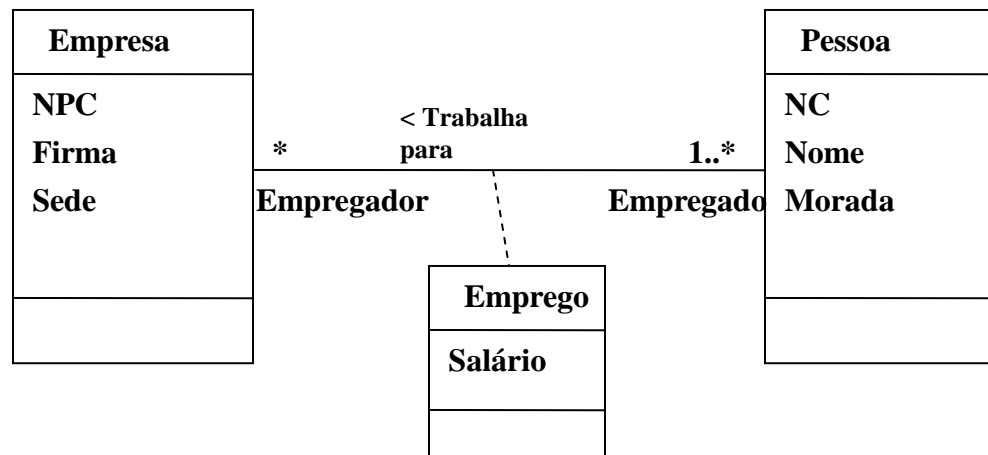 Empresa
NPC
Firma
Sede
< Trabalha
para
*
1..*
Empregador
Empregado
Pessoa
NC
Nome
Morada
Emprego
Salário